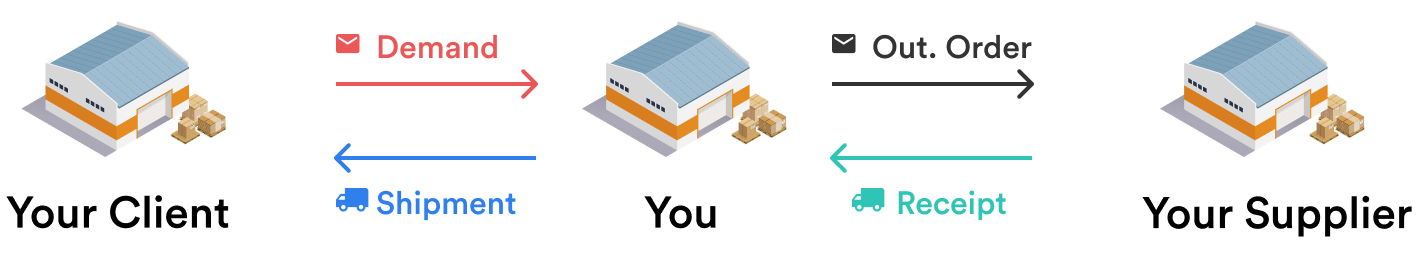 Demand
Out. Order
Shipment
Receipt
Your Client
You
Your Supplier